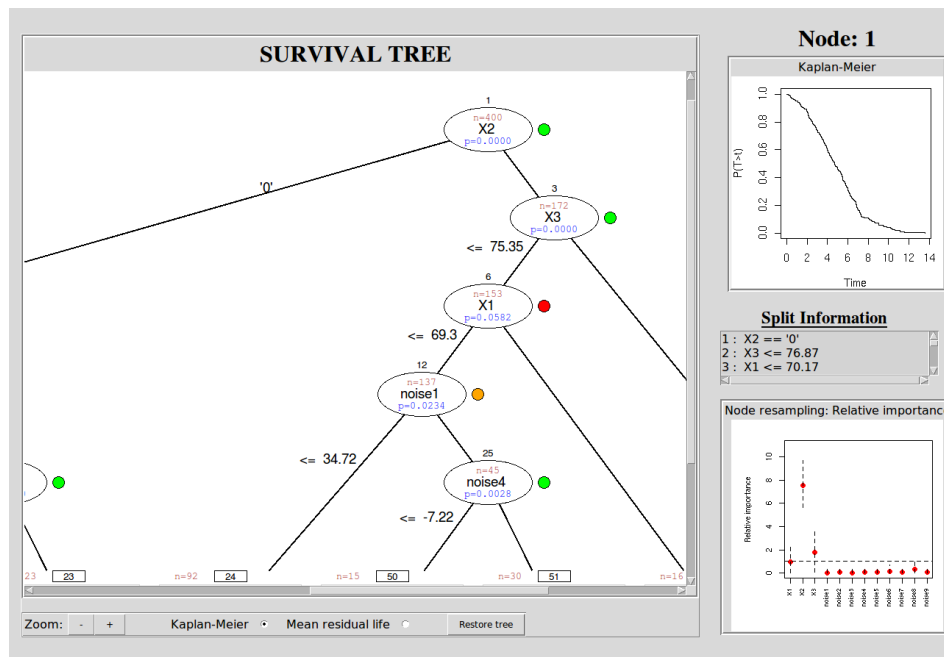 SURVIVAL TREE
1
n=400
X2
p=0.0000
'0'
3
n=172
X3
p=0.0000
<= 75.35
6
n=153
X1
p=0.0582
<= 69.3
12
n=137
noise1
p=0.0234
<= 34.72
25
n=45
noise4
p=0.0028
<= -7.22
23 23 n=92 24 n=15 50 n=30 51 n=16
Zoom: - + Kaplan-Meier Mean residual life Restore tree
Node: 1
Kaplan-Meier
P(T>t)
0.0 0.2 0.4 0.6 0.8 1.0
0 2 4 6 8 10 12 14
Time
Split Information
1 : X2 == '0'
2 : X3 <= 76.87
3 : X1 <= 70.17
Node resampling: Relative importance
Relative importance
0 2 4 6 8 10
X1 X2 X3 noise1 noise2 noise3 noise4 noise5 noise6 noise7 noise8 noise9